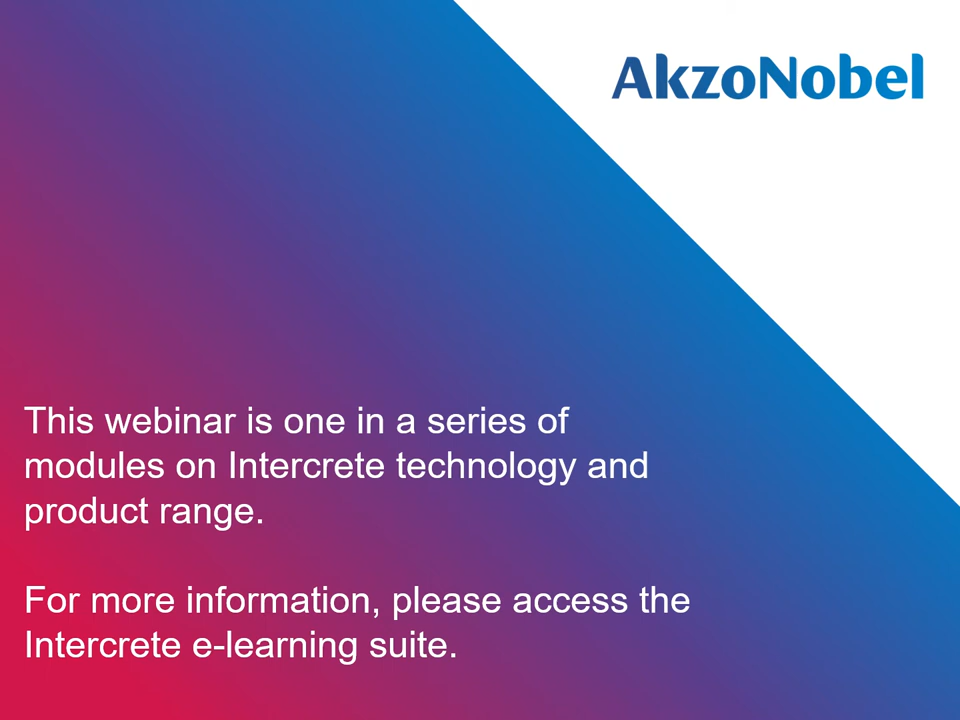 AkzoNobel
This webinar is one in a series of
modules on Intercrete technology and
product range.
For more information, please access the
Intercrete e-learning suite.